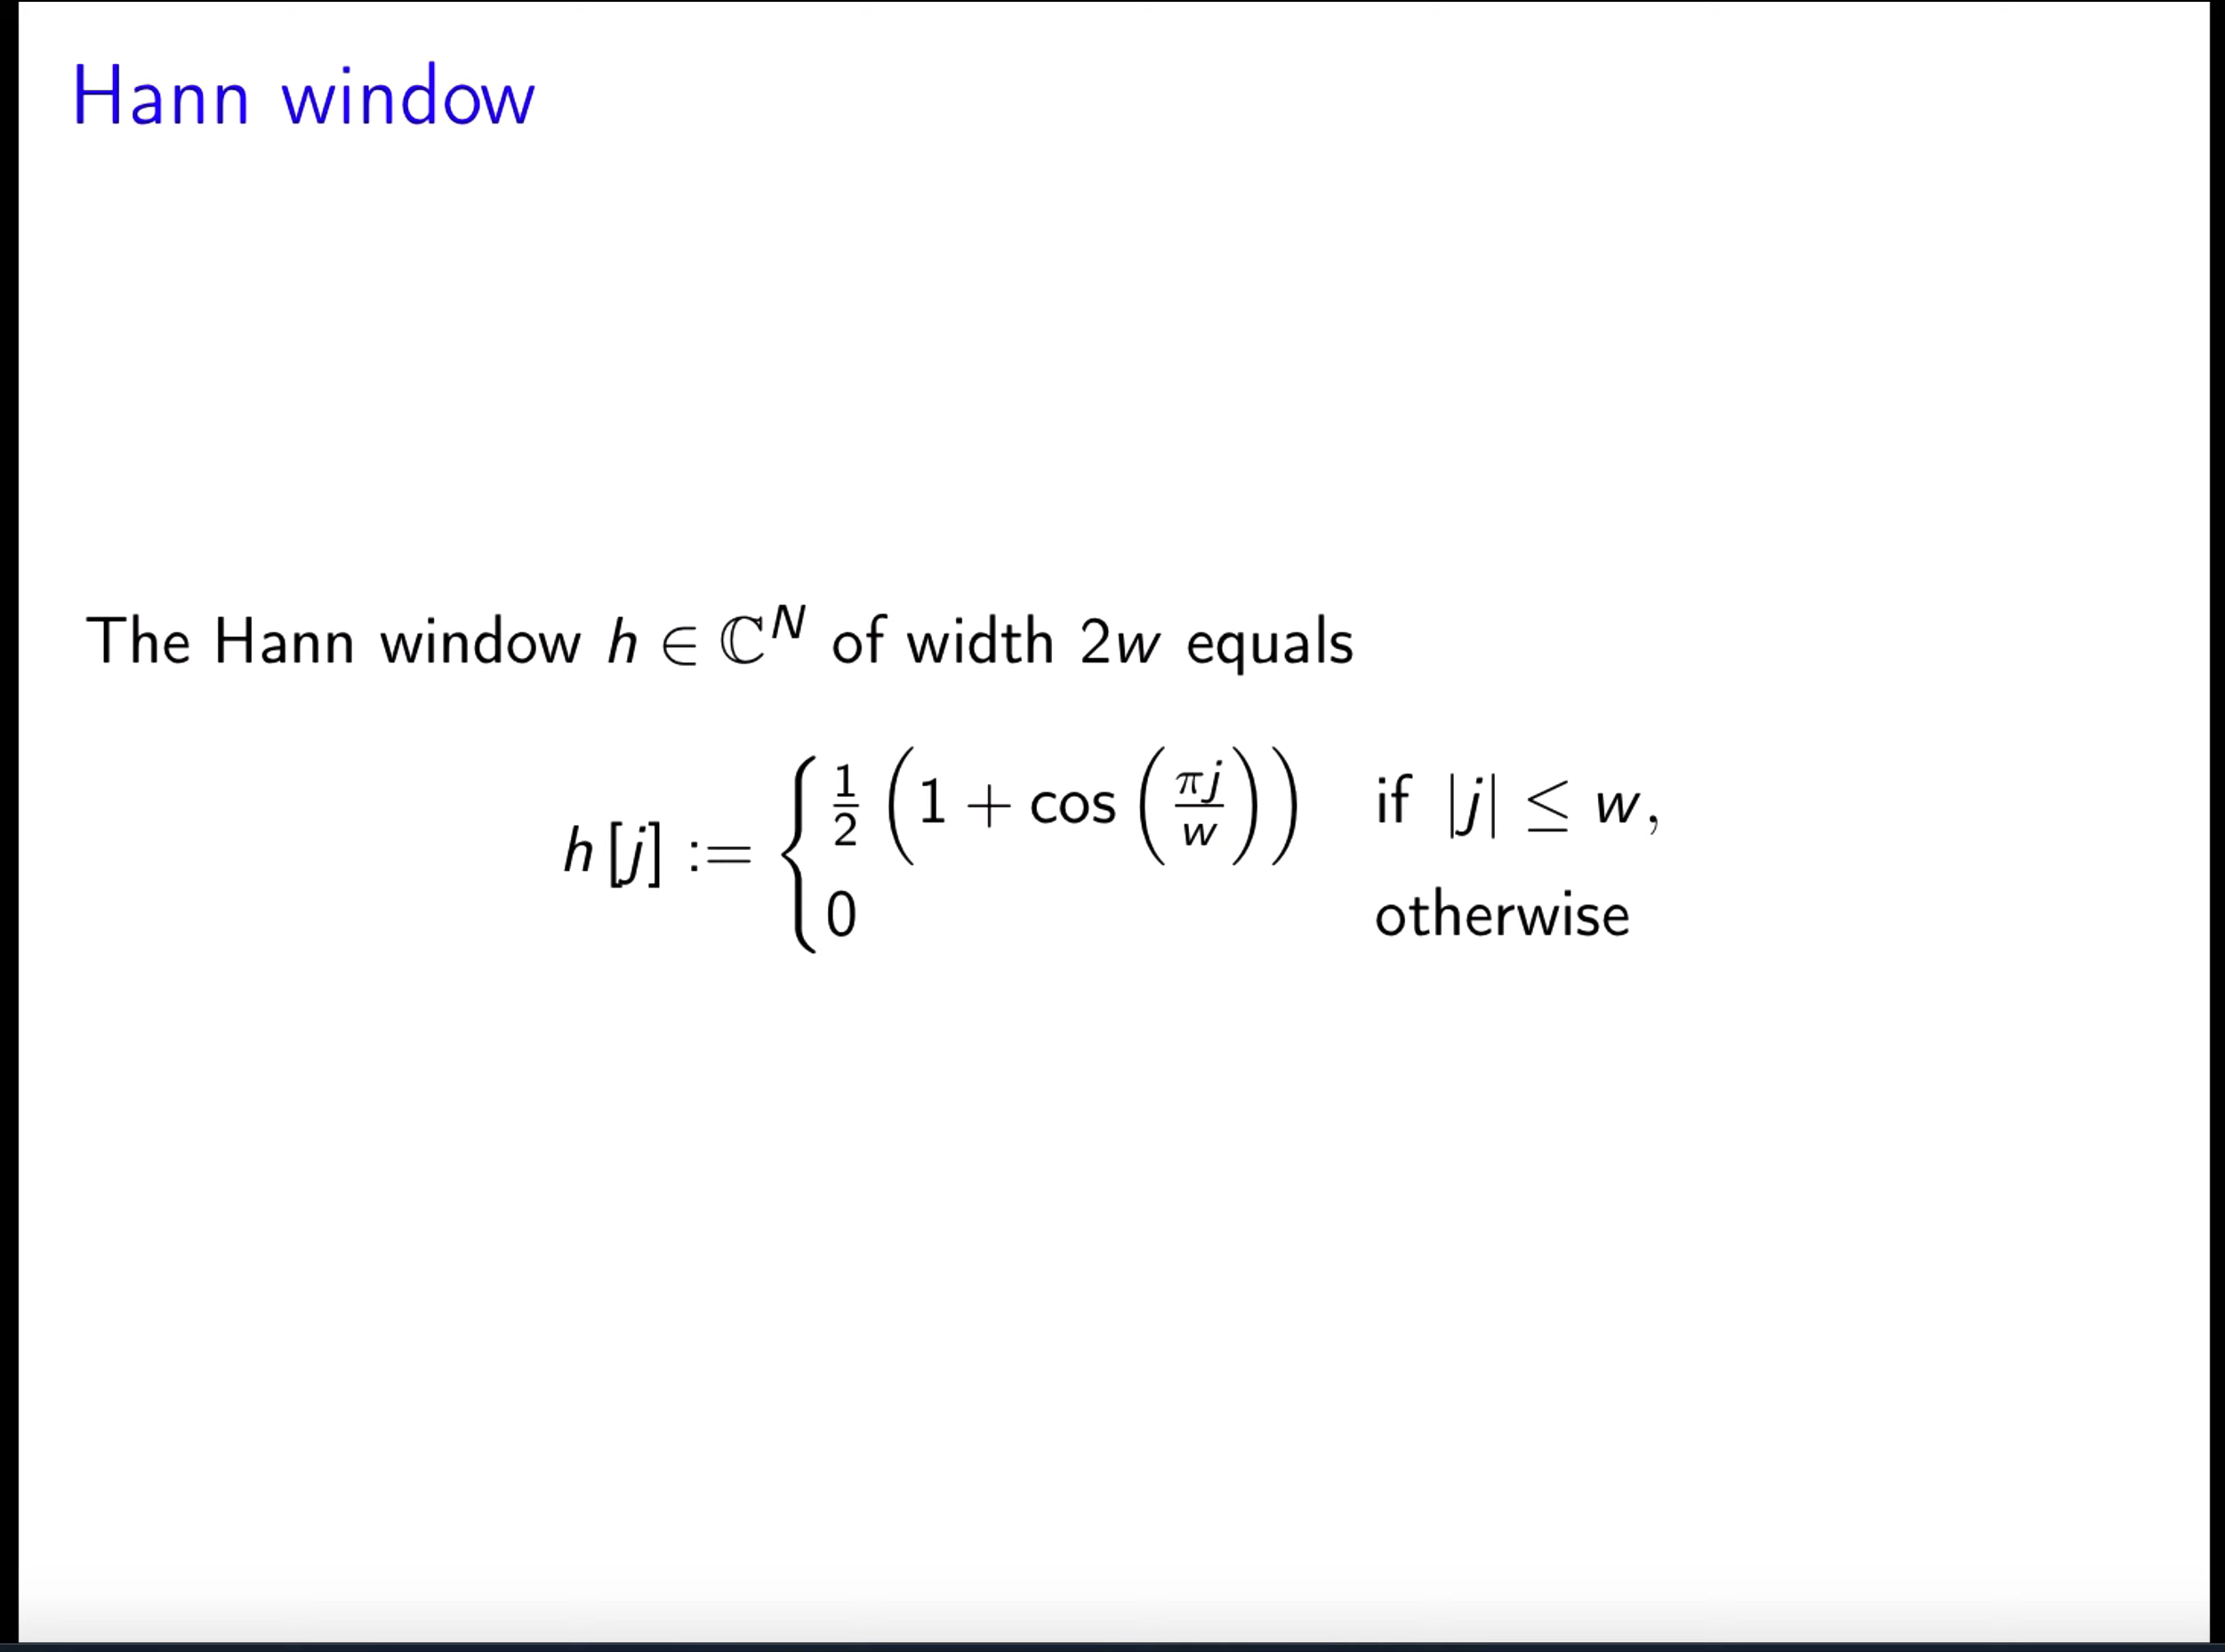 Hann window
The Hann window h ∈ ℂ^N of width 2w equals
h[j] := { 1/2 (1 + cos(πj/w)) if |j| ≤ w,
0 otherwise